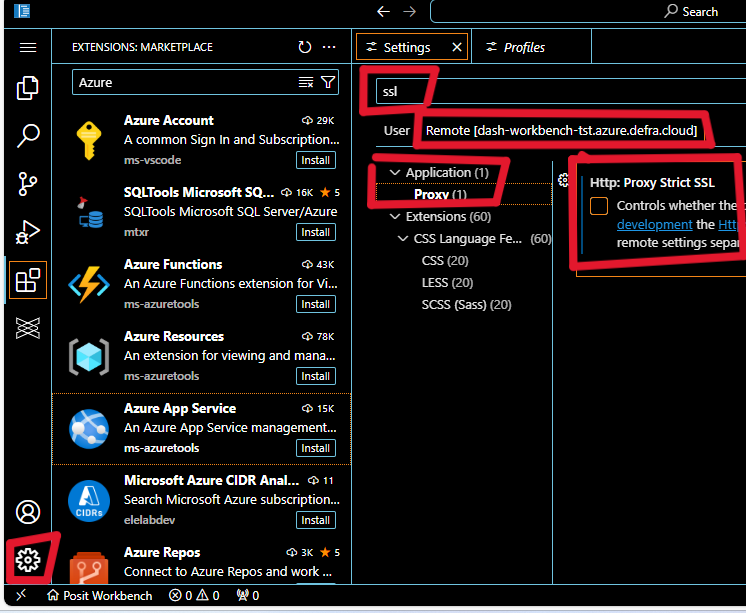 Search
EXTENSIONS: MARKETPLACE
Settings
Profiles
Azure
ssl
User
Remote [dash-workbench-tst.azure.defra.cloud]
Azure Account
29K
A common Sign In and Subscription...
ms-vscode
Install
SQLTools Microsoft SQ...
16K
5
SQLTools Microsoft SQL Server/Azure
mtxr
Install
Azure Functions
43K
An Azure Functions extension for Vi...
ms-azuretools
Install
Azure Resources
78K
An extension for viewing and mana...
ms-azuretools
Install
Azure App Service
15K
An Azure App Service management...
ms-azuretools
Install
Microsoft Azure CIDR Anal...
11
Search Microsoft Azure subscription...
elelabdev
Install
CIDRs
Azure Repos
3K
5
Connect to Azure Repos and work ...
Application (1)
Proxy (1)
Extensions (60)
CSS Language Fe... (60)
CSS (20)
LESS (20)
SCSS (Sass) (20)
Http: Proxy Strict SSL
Controls whether the
development the Htt
remote settings separ
Posit Workbench
0
0
0